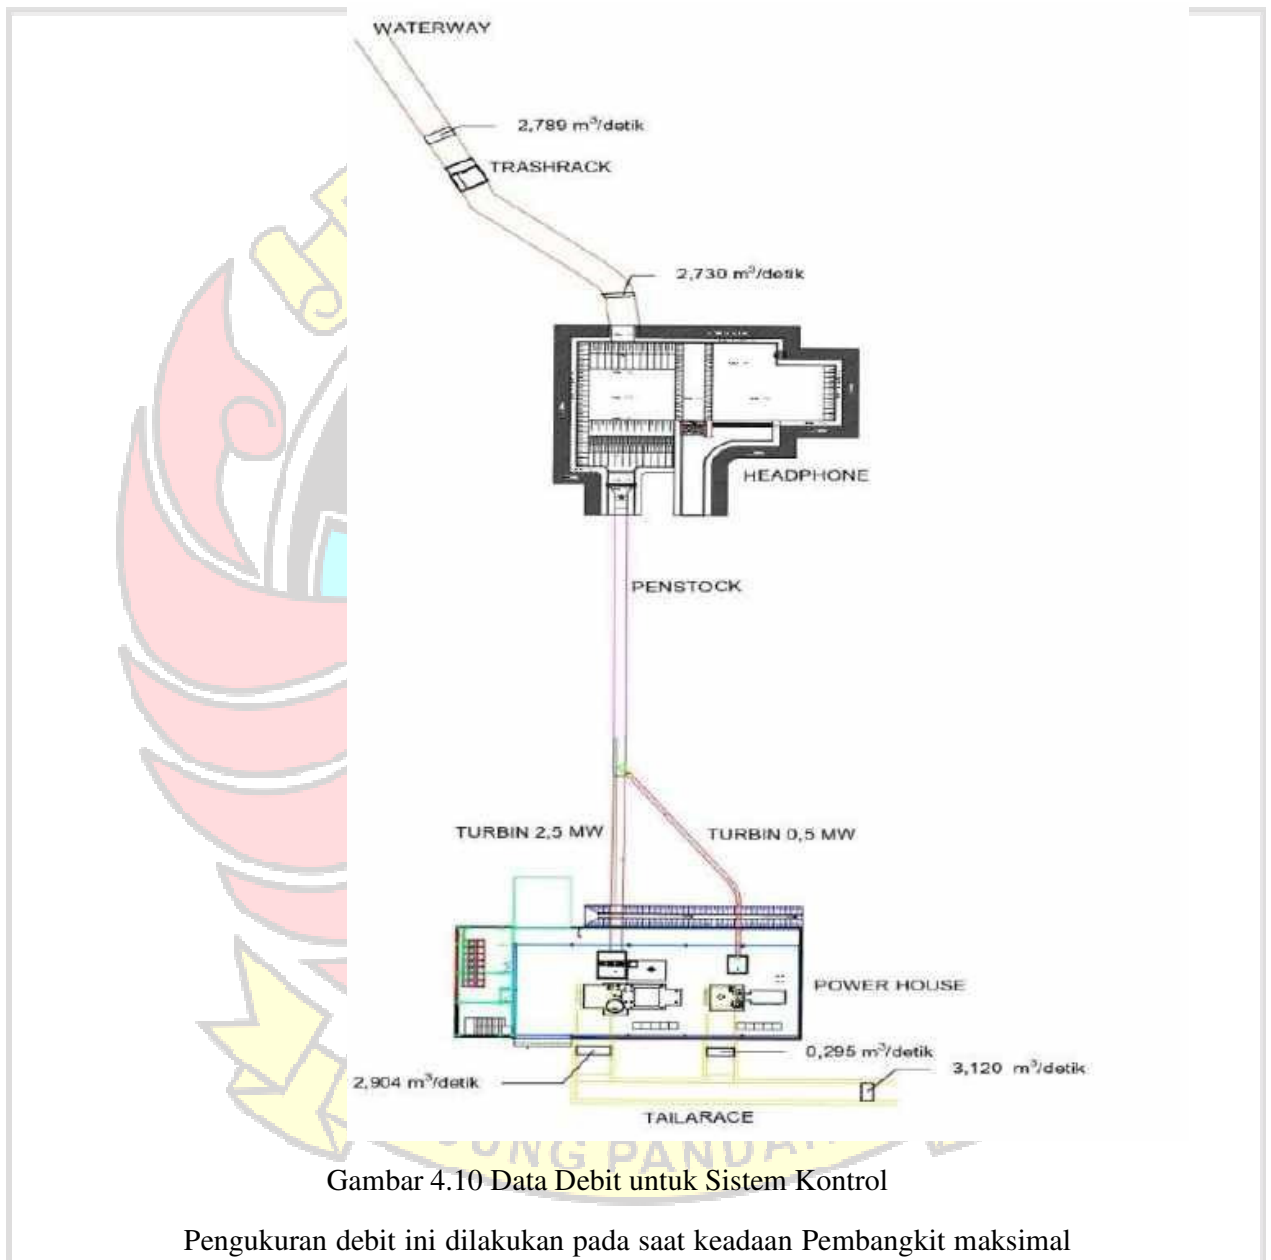 WATERWAY
2,789 m³/detik
TRASHRACK
2,730 m³/detik
HEADPHONE
PENSTOCK
TURBIN 2,5 MW
TURBIN 0,5 MW
POWER HOUSE
0,295 m³/detik
3,120 m³/detik
2,904 m³/detik
TAILARACE
UNG PANDA
Gambar 4.10 Data Debit untuk Sistem Kontrol
Pengukuran debit ini dilakukan pada saat keadaan Pembangkit maksimal